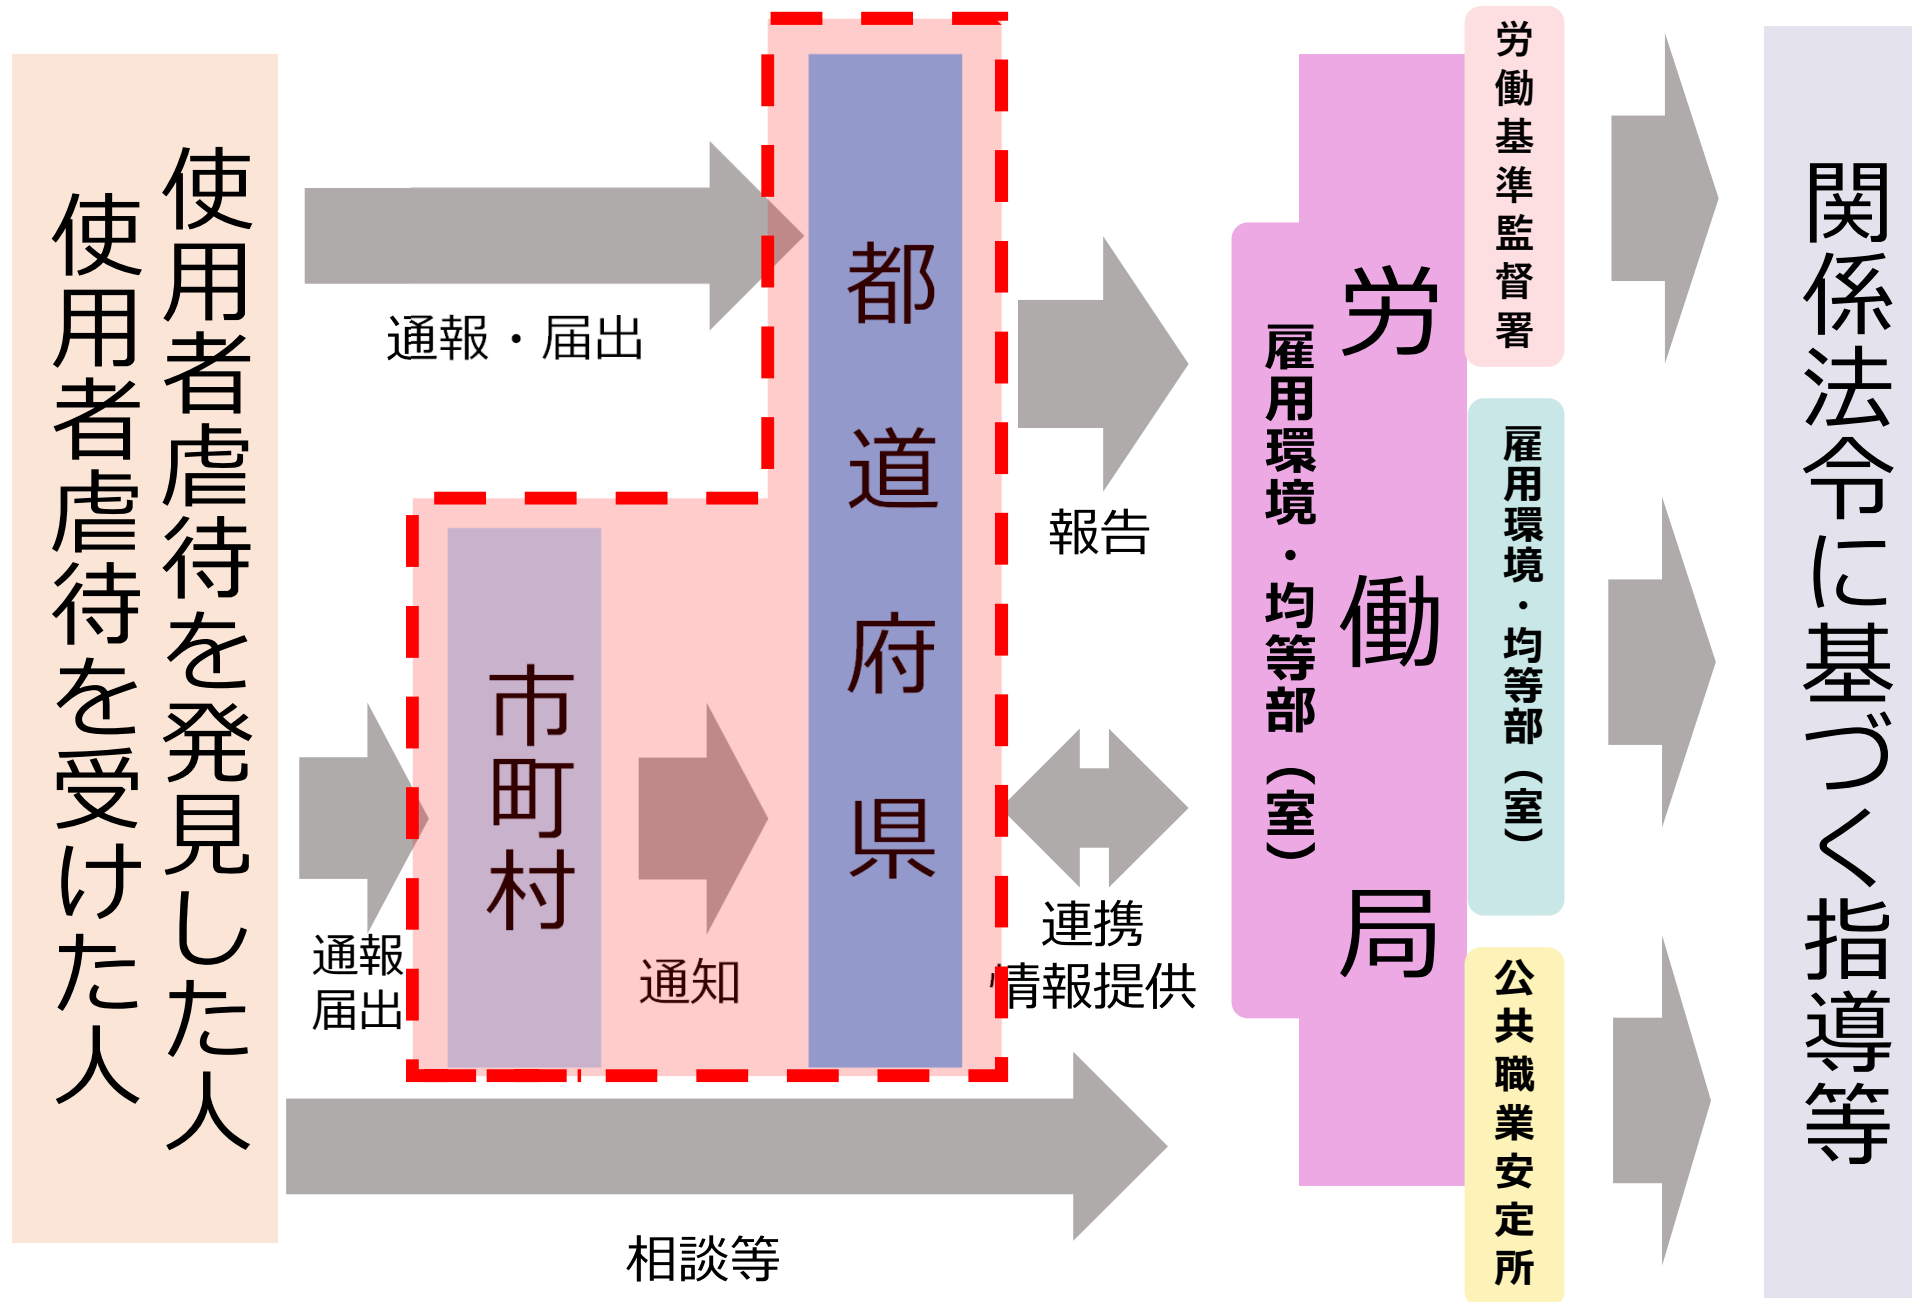 使用者虐待を発見した人
使用者虐待を受けた人
通報・届出
通報
届出
市町村
通知
都道府県
報告
連携
情報提供
相談等
雇用環境・均等部（室）
労働局
労働基準監督署
雇用環境・均等部（室）
公共職業安定所
関係法令に基づく指導等